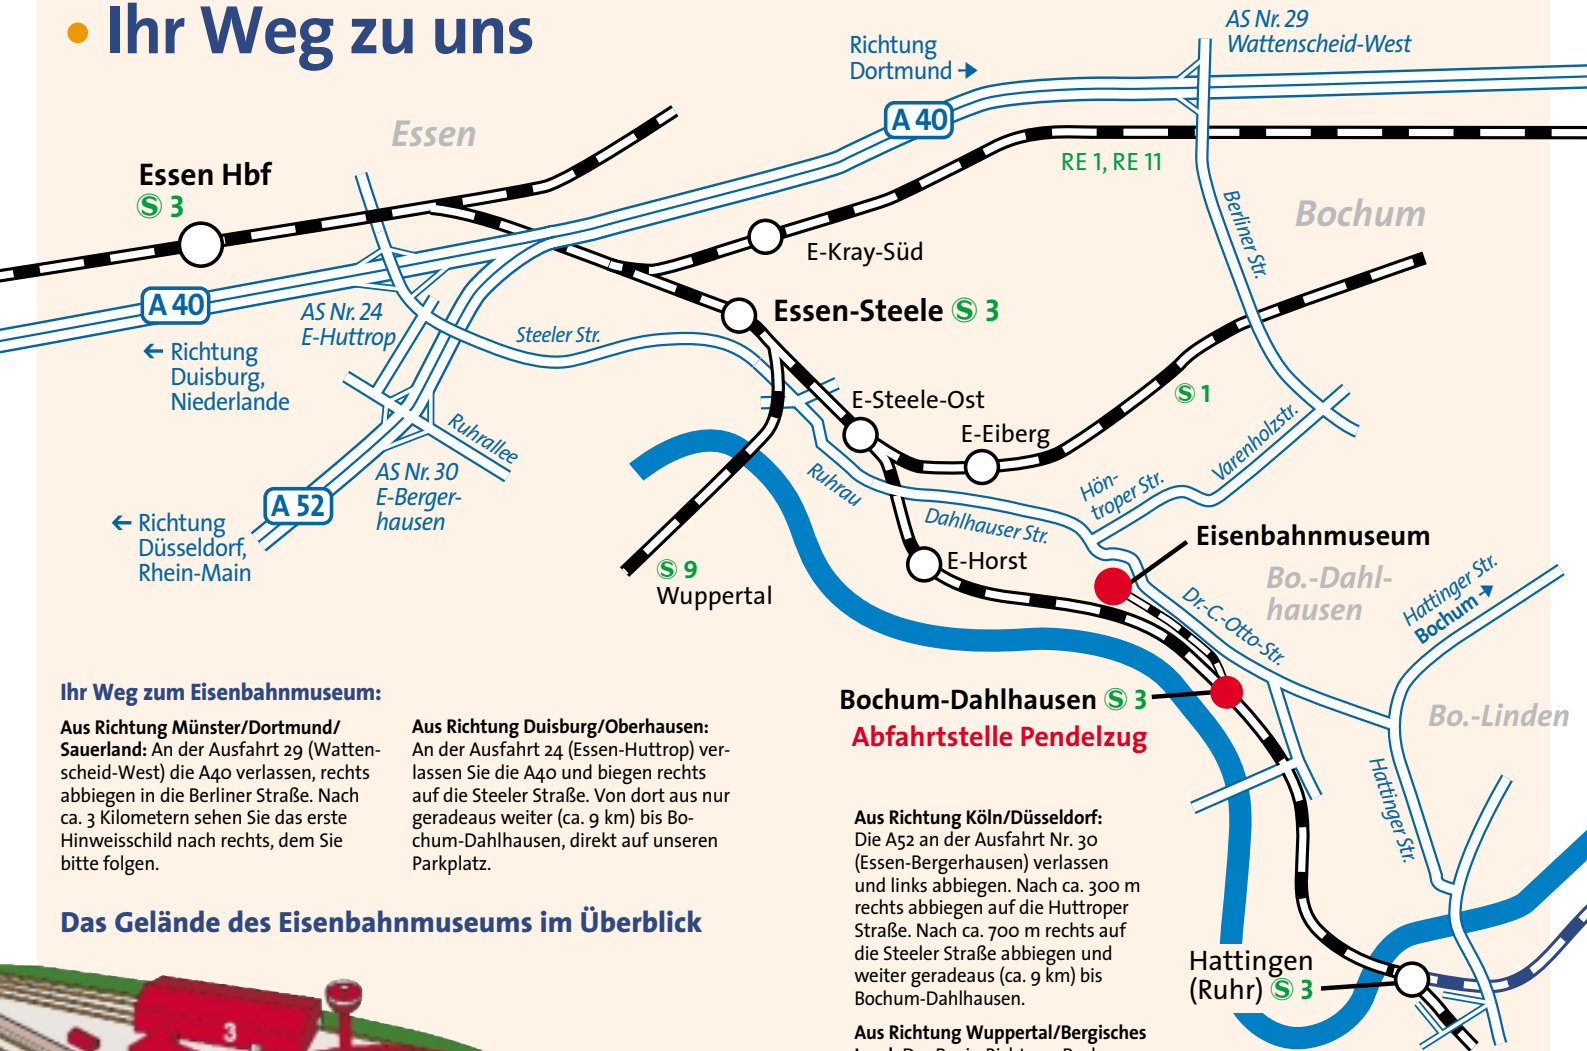 • Ihr Weg zu uns
AS Nr. 29
Wattenscheid-West
Richtung
Dortmund →
A 40
Essen
Essen Hbf
S 3
RE 1, RE 11
Berliner Str.
Bochum
E-Kray-Süd
A 40
AS Nr. 24
E-Huttrop
Essen-Steele S 3
Steeler Str.
← Richtung
Duisburg,
Niederlande
S 1
E-Steele-Ost
E-Eiberg
Ruhrallee
Varenholzstr.
AS Nr. 30
E-Berger-
hausen
A 52
Ruhrau
Hön-
troper Str.
← Richtung
Düsseldorf,
Rhein-Main
Dahlhauser Str.
Eisenbahnmuseum
E-Horst
S 9
Wuppertal
Bo.-Dahl-
hausen
Hattinger Str.
Bochum →
Dr.-C.-Otto-Str.
Bochum-Dahlhausen S 3
Abfahrtstelle Pendelzug
Bo.-Linden
Hattinger Str.
Hattingen
(Ruhr) S 3
Ihr Weg zum Eisenbahnmuseum:
Aus Richtung Münster/Dortmund/
Sauerland: An der Ausfahrt 29 (Watten-
scheid-West) die A40 verlassen, rechts
abbiegen in die Berliner Straße. Nach
ca. 3 Kilometern sehen Sie das erste
Hinweisschild nach rechts, dem Sie
bitte folgen.
Aus Richtung Duisburg/Oberhausen:
An der Ausfahrt 24 (Essen-Huttrop) ver-
lassen Sie die A40 und biegen rechts
auf die Steeler Straße. Von dort aus nur
geradeaus weiter (ca. 9 km) bis Bo-
chum-Dahlhausen, direkt auf unseren
Parkplatz.
Aus Richtung Köln/Düsseldorf:
Die A52 an der Ausfahrt Nr. 30
(Essen-Bergerhausen) verlassen
und links abbiegen. Nach ca. 300 m
rechts abbiegen auf die Huttroper
Straße. Nach ca. 700 m rechts auf
die Steeler Straße abbiegen und
weiter geradeaus (ca. 9 km) bis
Bochum-Dahlhausen.
Aus Richtung Wuppertal/Bergisches
Das Gelände des Eisenbahnmuseums im Überblick
3